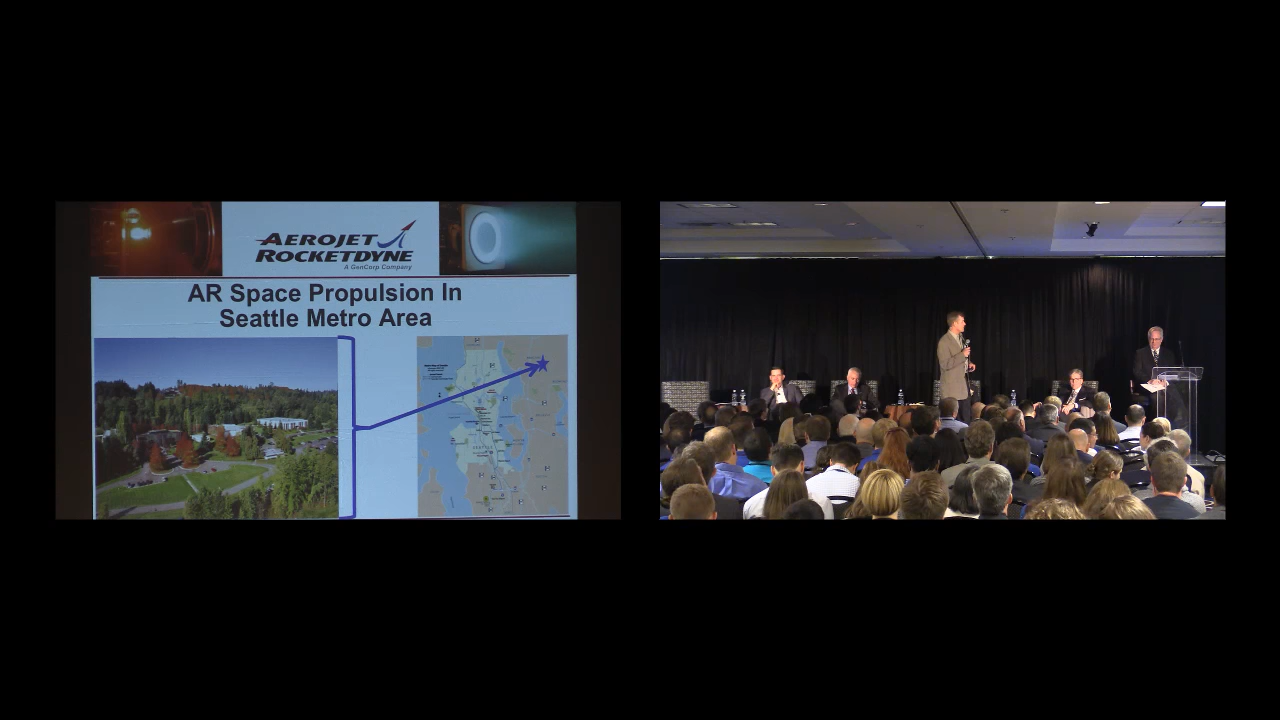 AEROJET
ROCKETDYNE
A GenCorp Company
AR Space Propulsion In
Seattle Metro Area